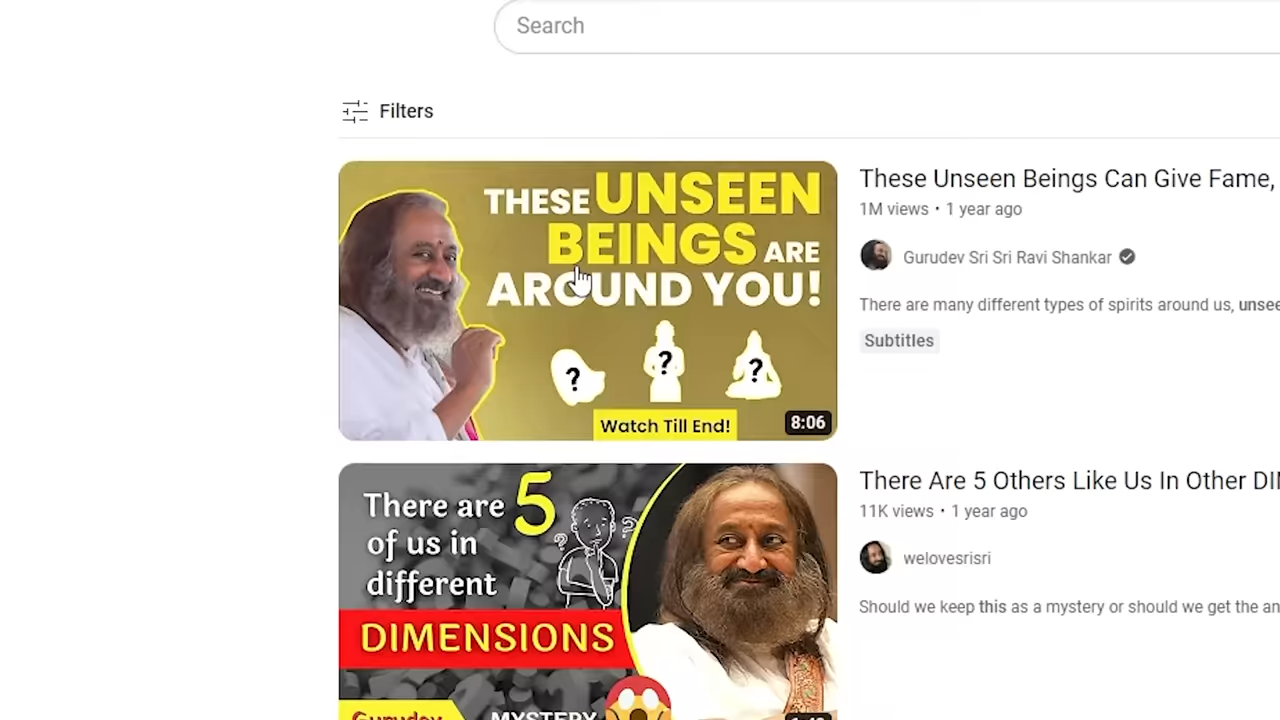 Search
Filters
THESE UNSEEN
BEINGS ARE
AROUND YOU!
? ? ?
Watch Till End!
8:06
These Unseen Beings Can Give Fame,
1M views • 1 year ago
Gurudev Sri Sri Ravi Shankar
There are many different types of spirits around us,
Subtitles
There are 5
of us in
different
DIMENSIONS
Gurudev
MYSTERY
There Are 5 Others Like Us In Other
11K views • 1 year ago
welovesrisri
Should we keep this as a mystery or should we get the